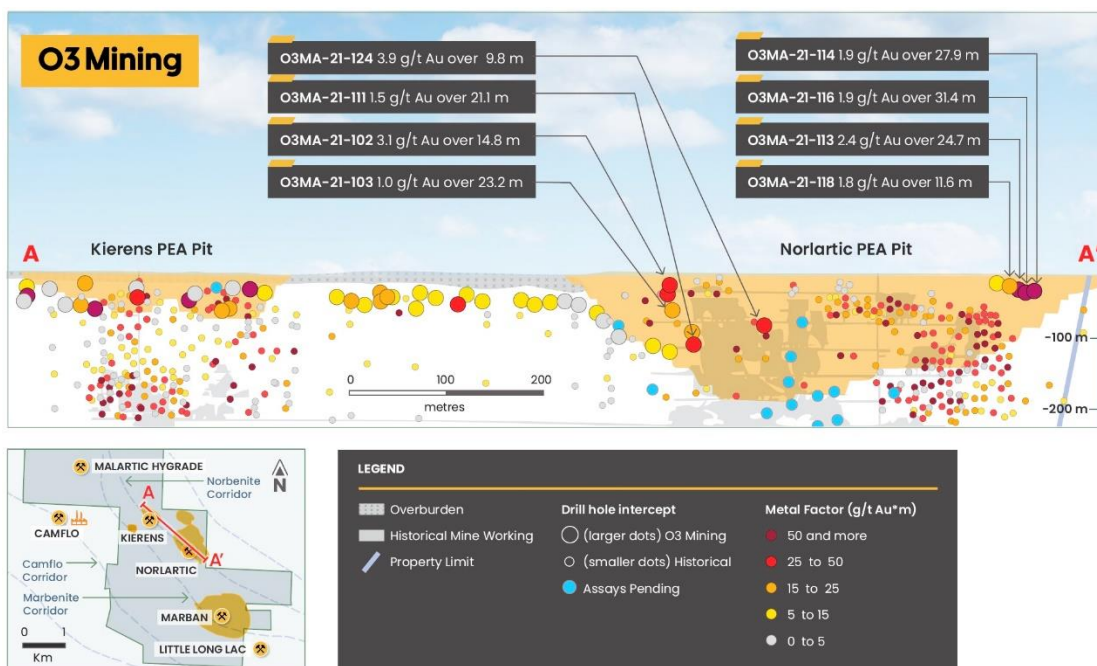 O3 Mining
O3MA-21-124 3.9 g/t Au over 9.8 m
O3MA-21-111 1.5 g/t Au over 21.1 m
O3MA-21-102 3.1 g/t Au over 14.8 m
O3MA-21-103 1.0 g/t Au over 23.2 m
O3MA-21-114 1.9 g/t Au over 27.9 m
O3MA-21-116 1.9 g/t Au over 31.4 m
O3MA-21-113 2.4 g/t Au over 24.7 m
O3MA-21-118 1.8 g/t Au over 11.6 m
A
Kierens PEA Pit
Norlartic PEA Pit
A'
-100 m
0 100 200
metres
-200 m
MALARTIC HYGRADE
N
Norbenite
Corridor
A
CAMFLO
KIERENS
A'
NORLARTIC
Camflo
Corridor
Marbenite
Corridor
MARBAN
0 1
Km
LITTLE LONG LAC
LEGEND
Overburden
Historical Mine Working
Property Limit
Drill hole intercept
(larger dots) O3 Mining
(smaller dots) Historical
Assays Pending
Metal Factor (g/t Au*m)
50 and more
25 to 50
15 to 25
5 to 15
0 to 5